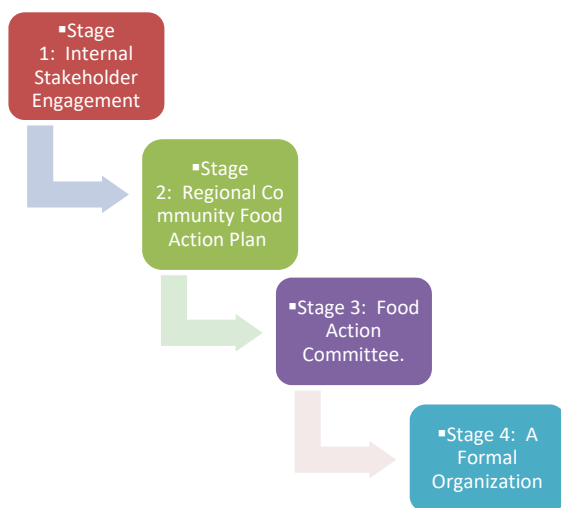 ▪Stage
1: Internal
Stakeholder
Engagement
▪Stage
2: Regional Co
mmunity Food
Action Plan
▪Stage 3: Food
Action
Committee.
▪Stage 4: A
Formal
Organization